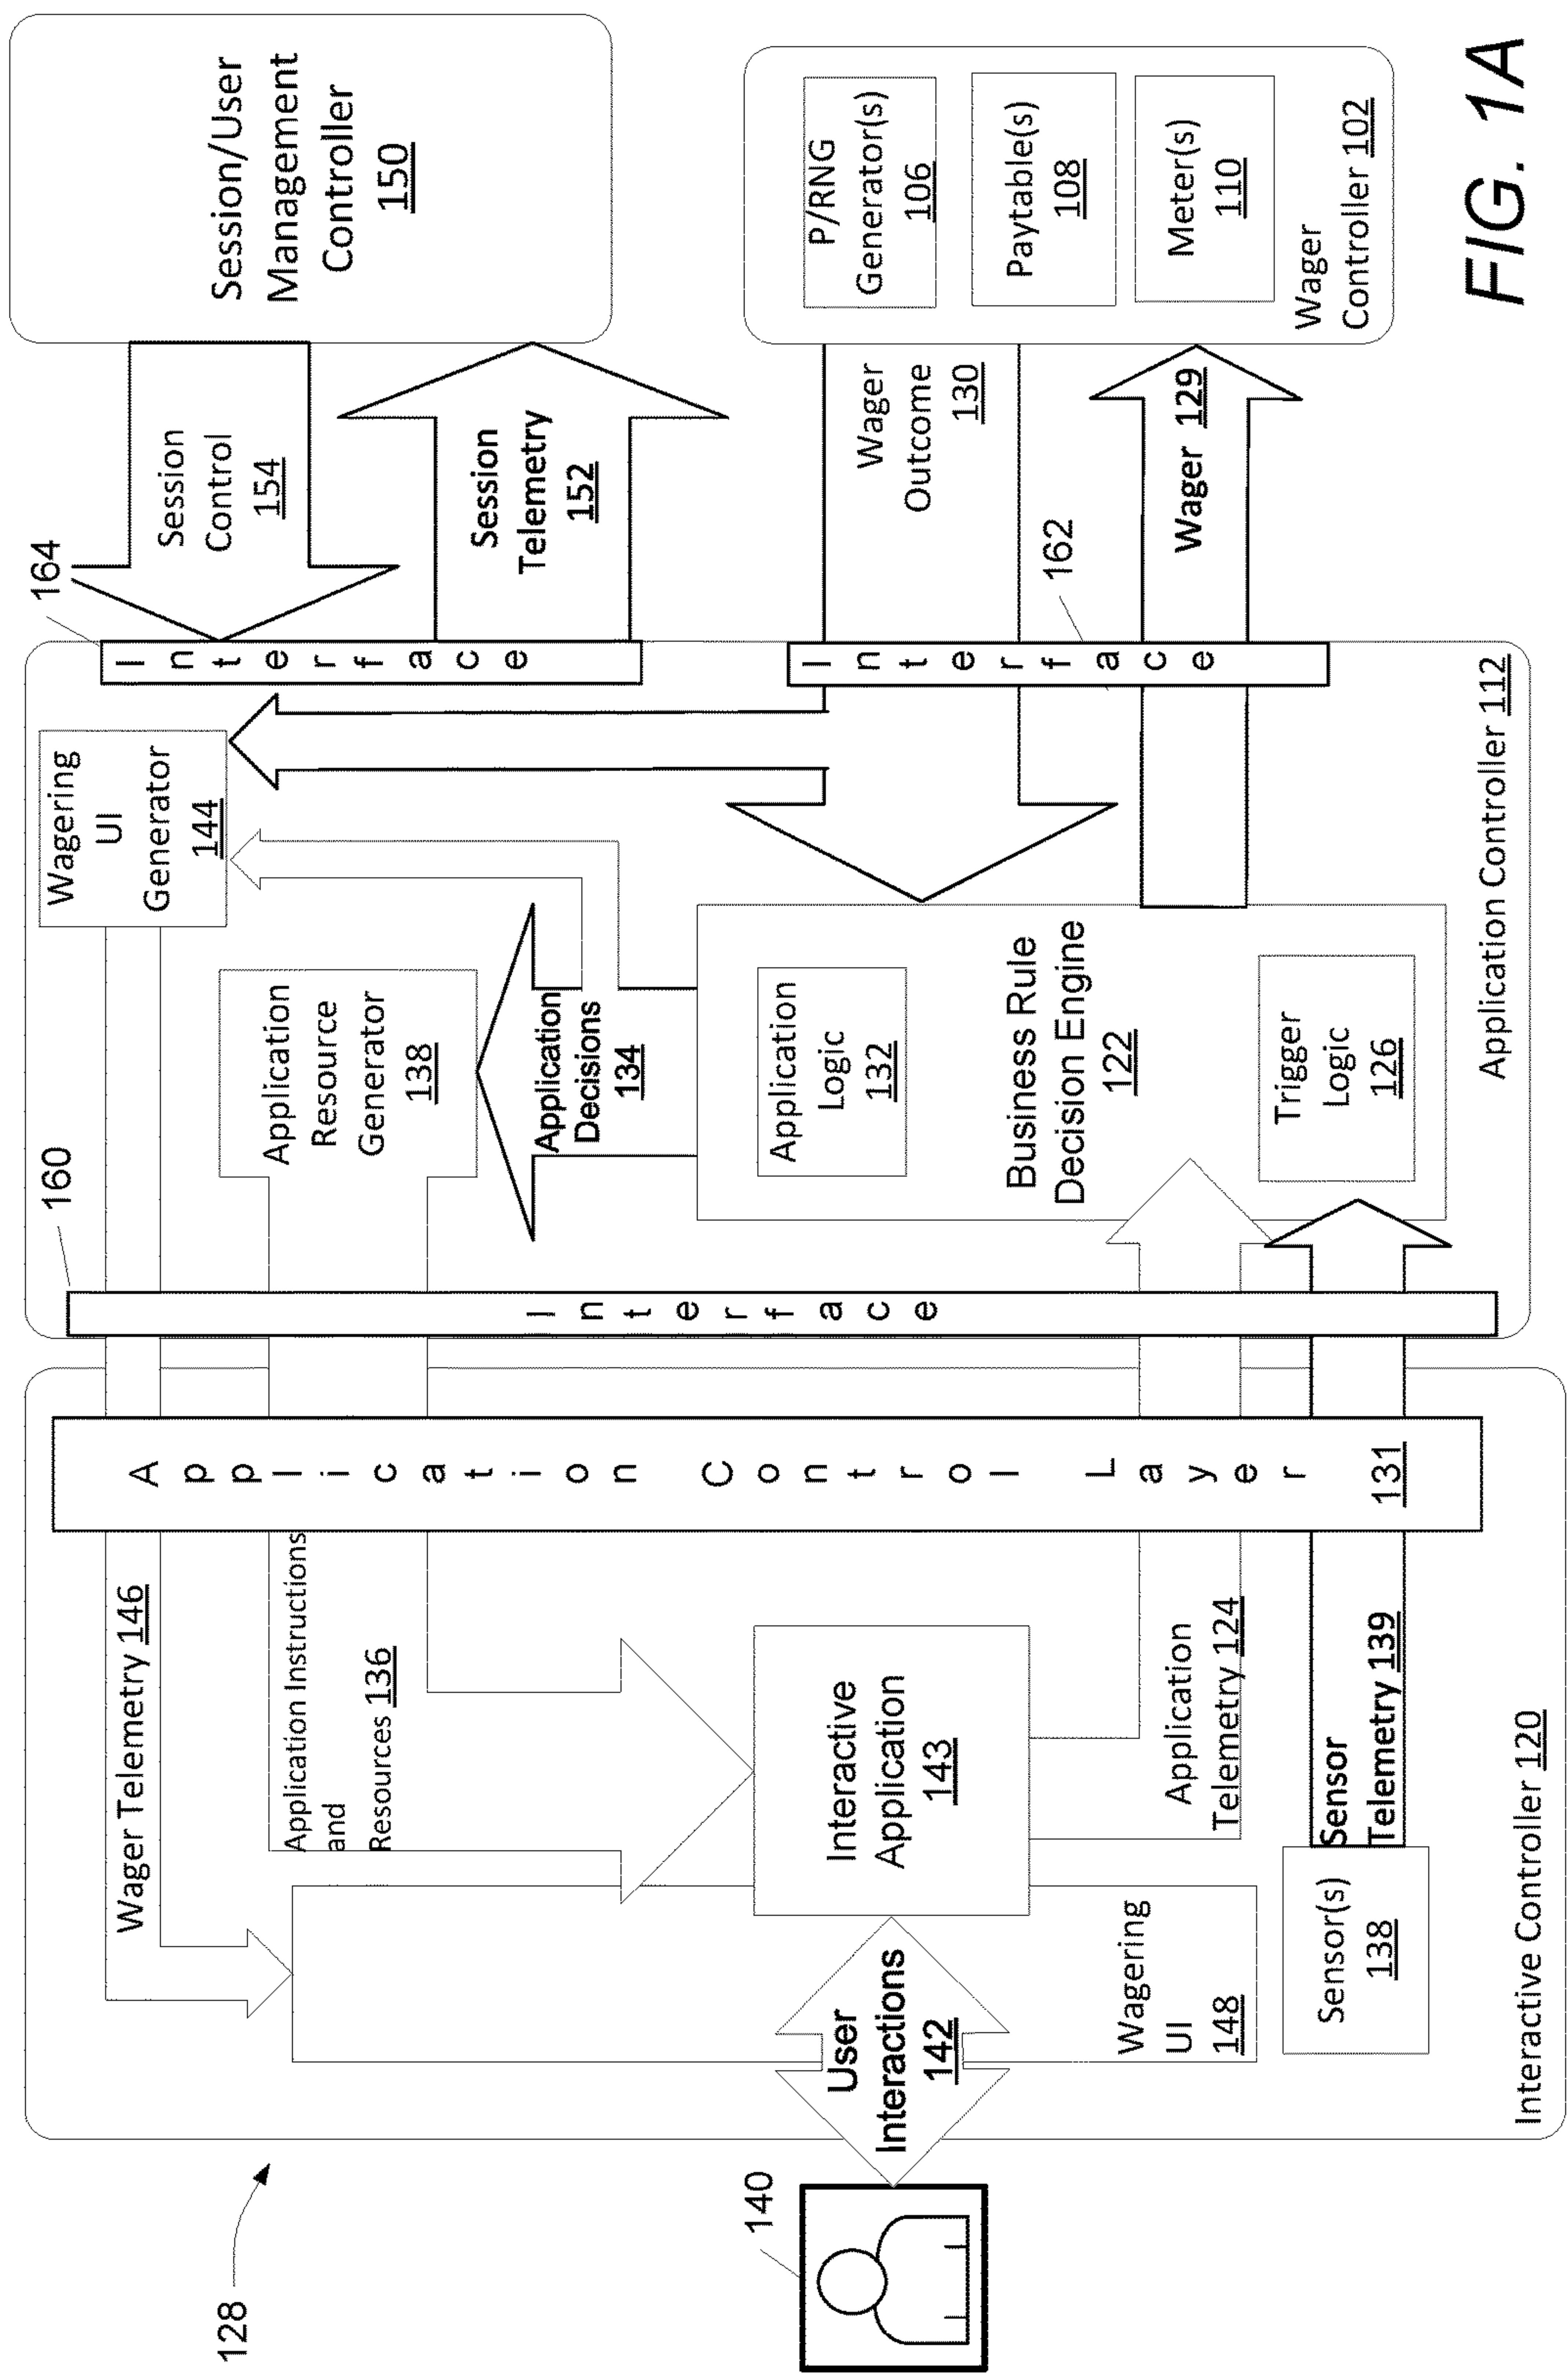 128
140
User
Interactions
142
Interactive Controller 120
Wager Telemetry 146
Application Instructions
and
Resources 136
Interactive
Application
143
Wagering
UI
148
Application
Telemetry 124
Sensor(s)
138
Sensor
Telemetry 139
Application Control Layer
131
160
Interface
Application Controller 112
Wagering
UI
Generator
144
Application
Resource
Generator
138
Application
Decisions
134
Application
Logic
132
Business Rule
Decision Engine
122
Trigger
Logic
126
164
Interface
162
Interface
Session
Control
154
Session
Telemetry
152
Session/User
Management
Controller
150
Wager
Outcome
130
Wager 129
P/RNG
Generator(s)
106
Paytable(s)
108
Meter(s)
110
Wager
Controller 102
FIG. 1A